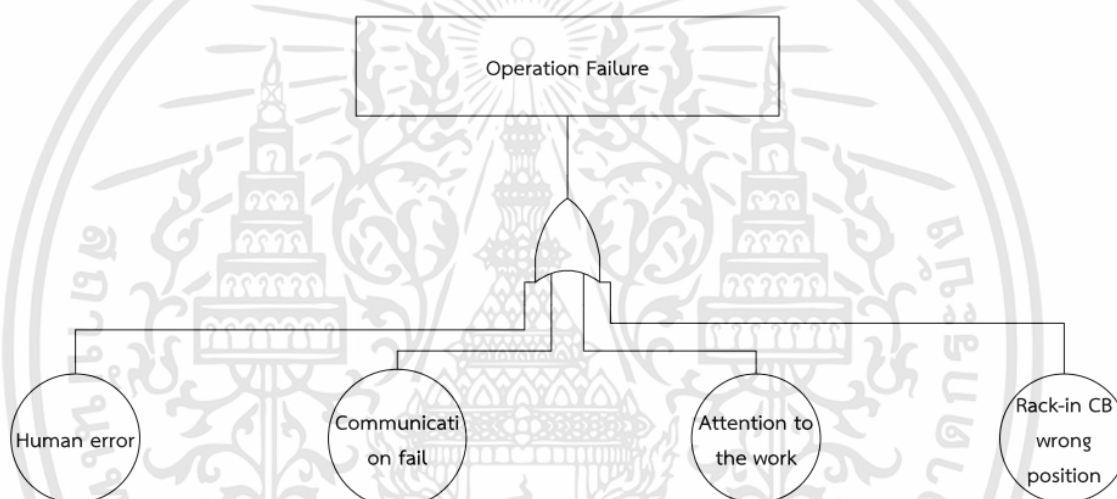 Operation Failure
Human error
Communicati
on fail
Attention to
the work
Rack-in CB
wrong
position